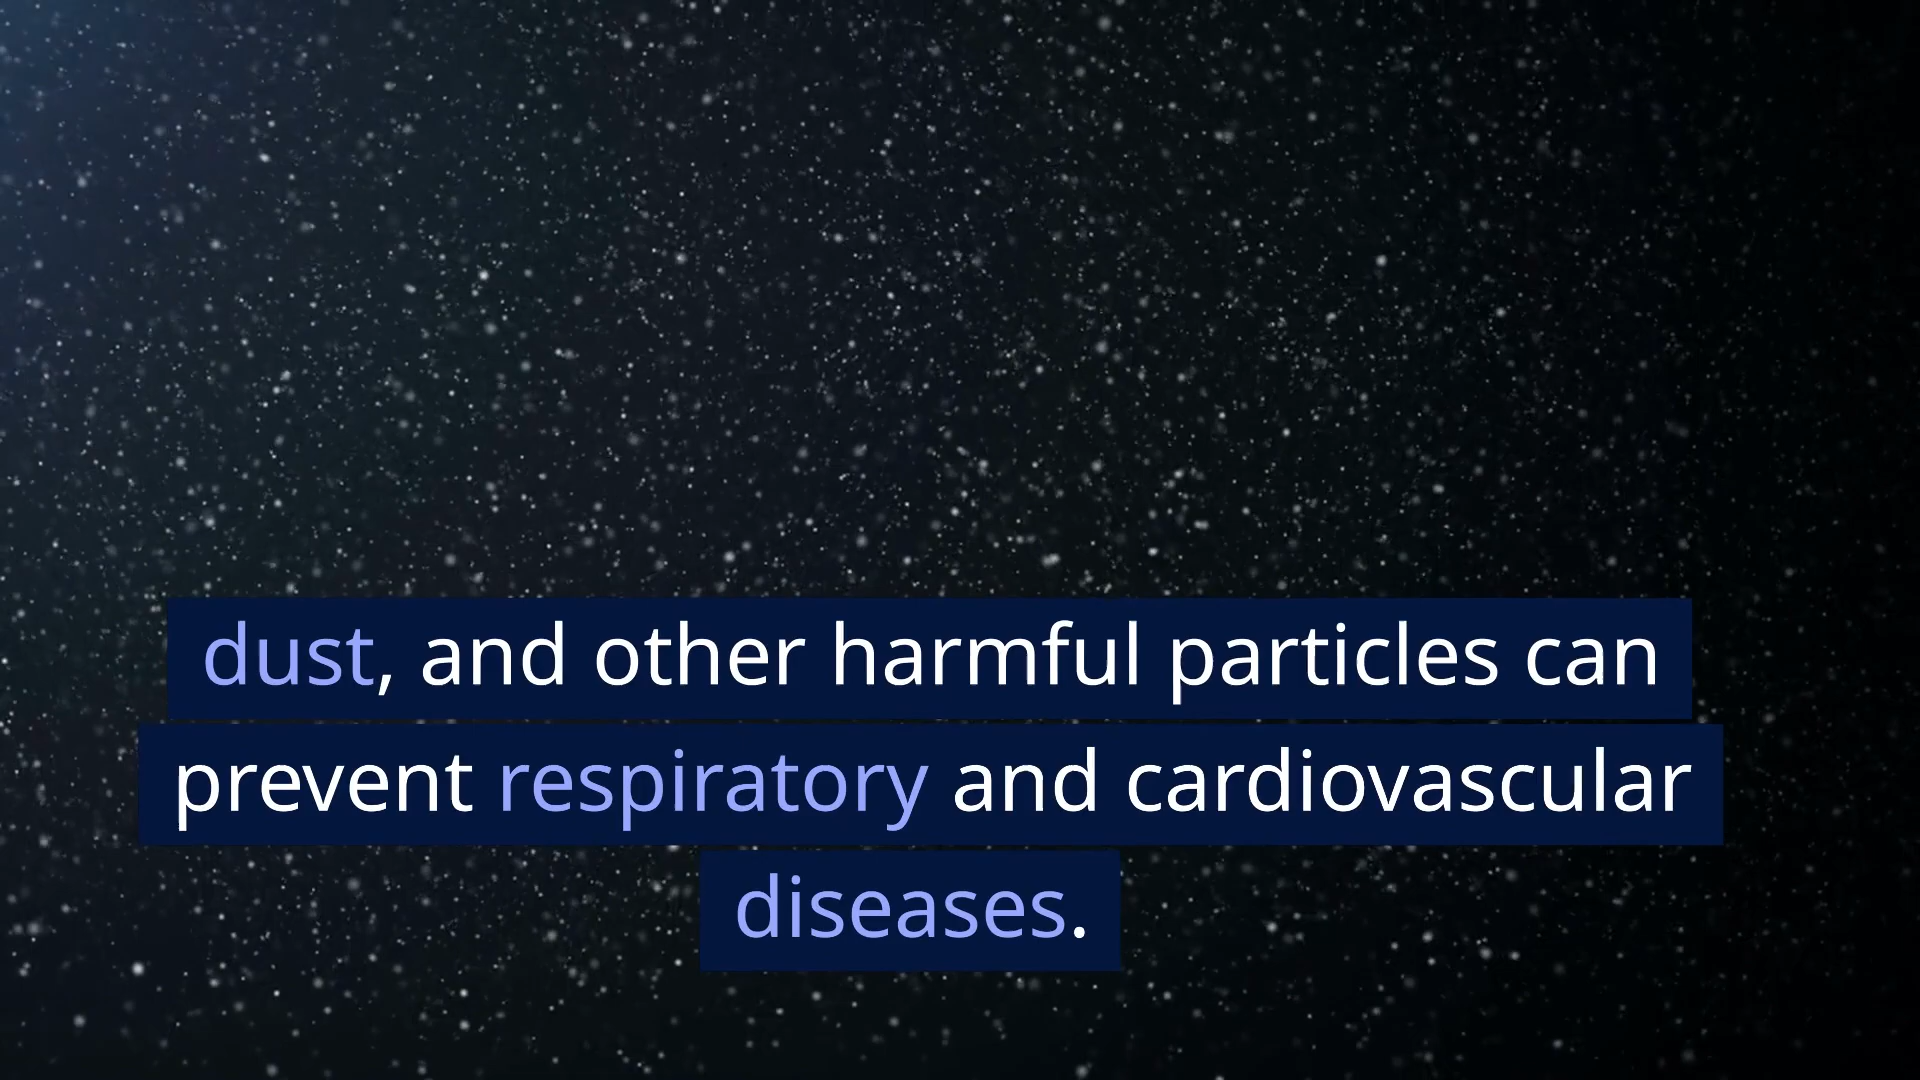 dust, and other harmful particles can
prevent respiratory and cardiovascular
diseases.